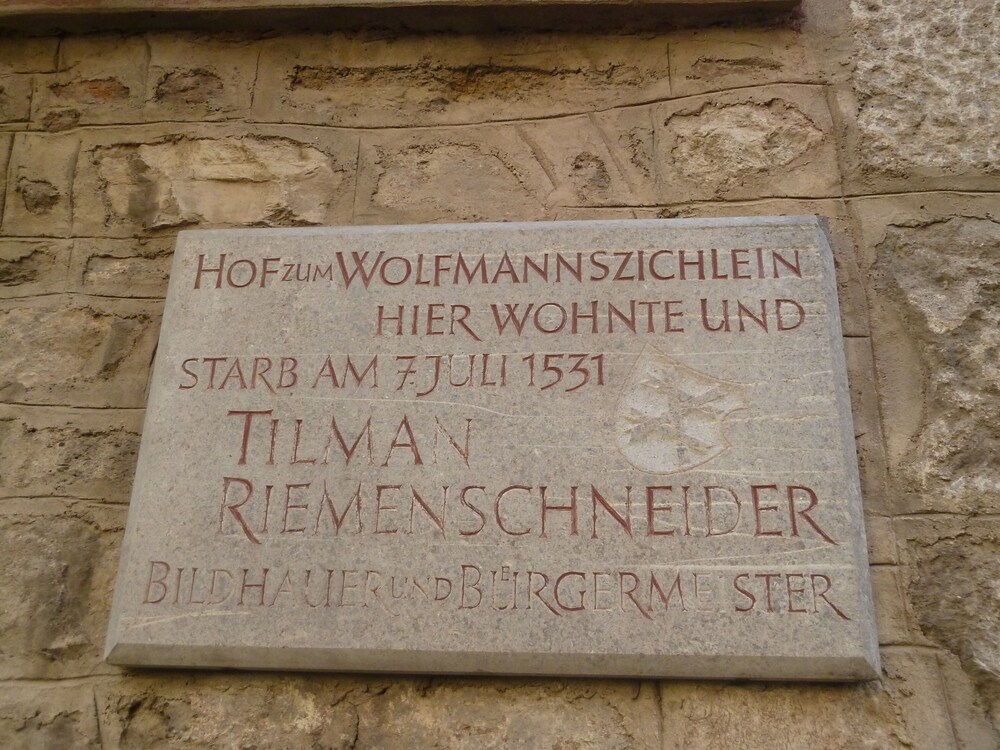 HOF ZUM WOLFMANNSZICHLEIN
HIER WOHNTE UND
STARB AM 7. JULI 1531
TILMAN
RIEMENSCHNEIDER
BILDHAUER UND BÜRGERMEISTER